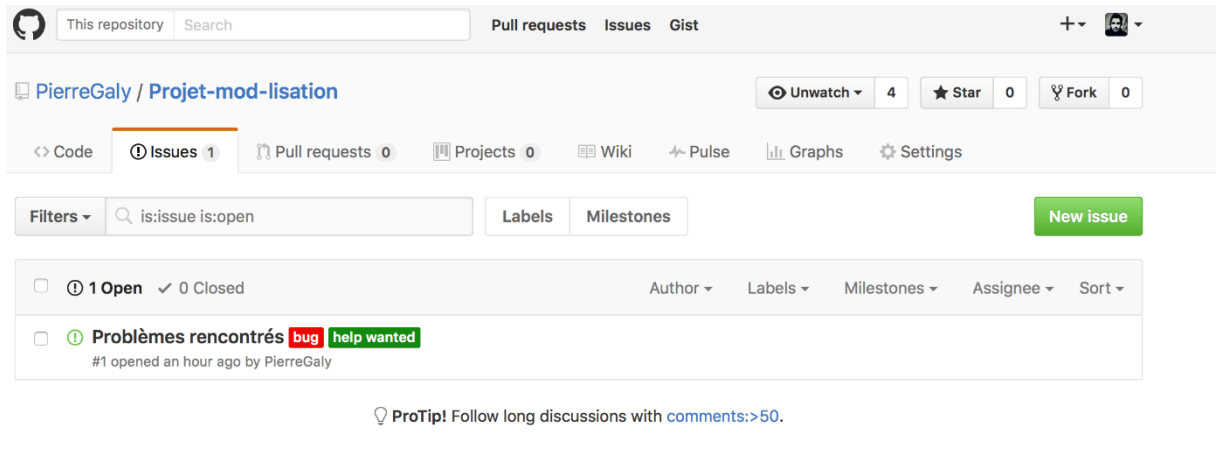 This repository Search Pull requests Issues Gist
PierreGaly / Projet-mod-lisation Unwatch 4 Star 0 Fork 0
Code Issues 1 Pull requests 0 Projects 0 Wiki Pulse Graphs Settings
Filters is:issue is:open Labels Milestones New issue
1 Open 0 Closed Author Labels Milestones Assignee Sort
Problèmes rencontrés bug help wanted
#1 opened an hour ago by PierreGaly
ProTip! Follow long discussions with comments:>50.